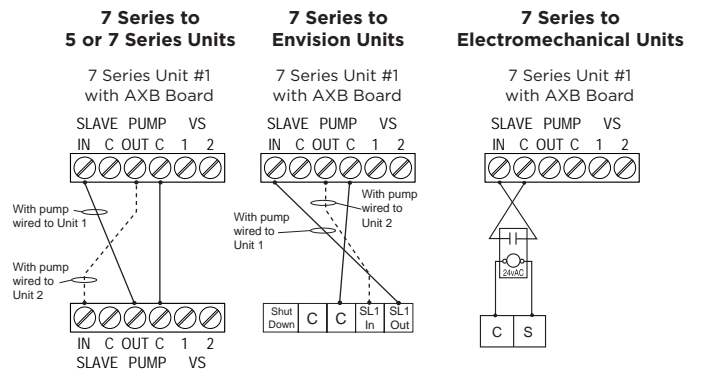 7 Series to
5 or 7 Series Units
7 Series Unit #1
with AXB Board
SLAVE PUMP VS
IN C OUT C 1 2
With pump
wired to Unit 1
With pump
wired to
Unit 2
IN C OUT C 1 2
SLAVE PUMP VS
7 Series to
Envision Units
7 Series Unit #1
with AXB Board
SLAVE PUMP VS
IN C OUT C 1 2
With pump
wired to
Unit 2
With pump
wired to
Unit 1
Shut
Down
C
C
SL1
In
SL1
Out
7 Series to
Electromechanical Units
7 Series Unit #1
with AXB Board
SLAVE PUMP VS
IN C OUT C 1 2
24vAC
C S